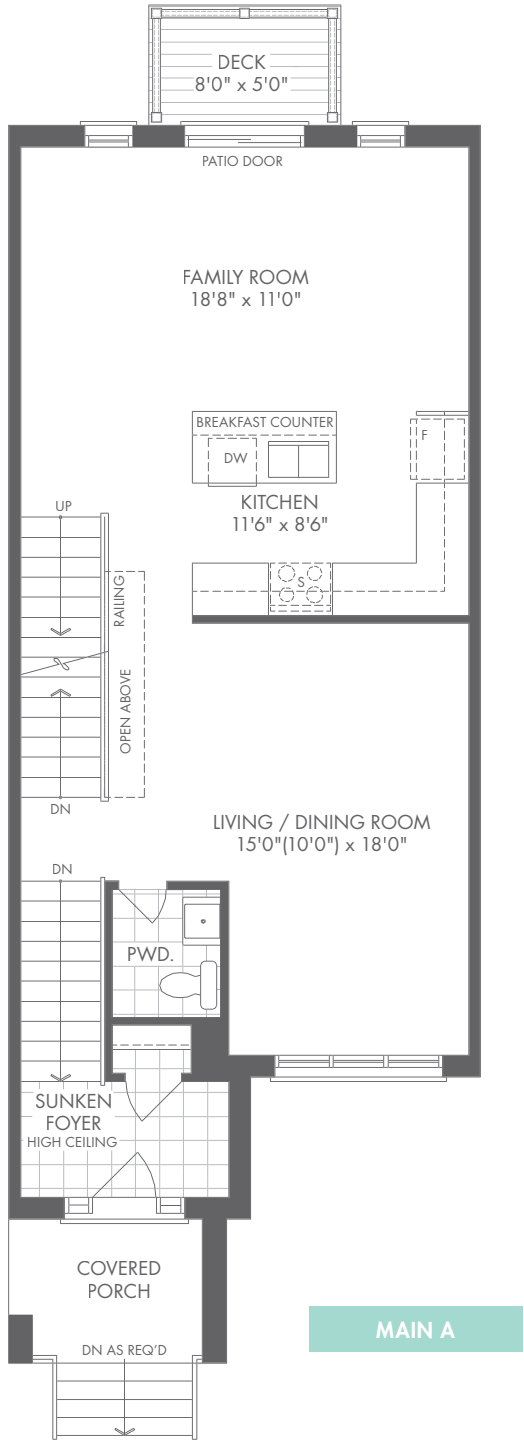 DECK
8'0" x 5'0"
PATIO DOOR
FAMILY ROOM
18'8" x 11'0"
BREAKFAST COUNTER
F
DW
KITCHEN
11'6" x 8'6"
UP
S
RAILING
OPEN ABOVE
DN
LIVING / DINING ROOM
15'0"(10'0") x 18'0"
DN
PWD.
SUNKEN
FOYER
HIGH CEILING
COVERED
PORCH
MAIN A
DN AS REQ'D